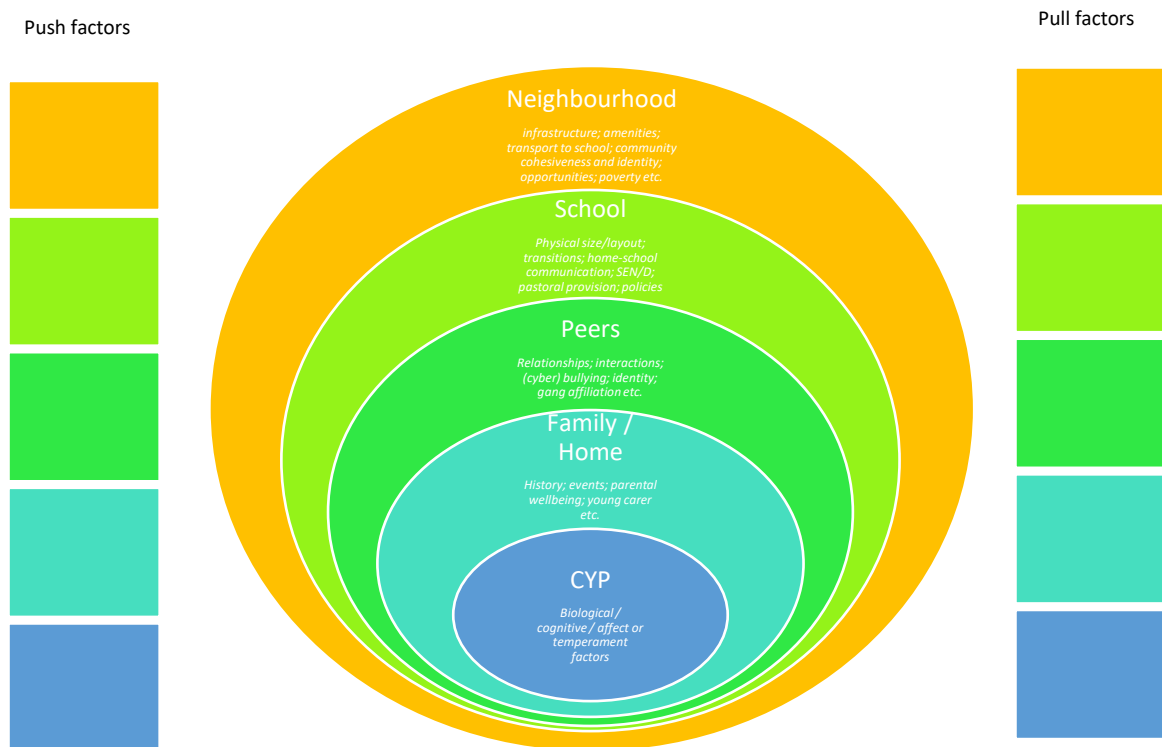 Push factors
Pull factors
Neighbourhood
infrastructure; amenities;
transport to school; community
cohesiveness and identity;
opportunities; poverty etc.
School
Physical size/layout;
transitions; home-school
communication; SEN/D;
pastoral provision; policies
Peers
Relationships; interactions;
(cyber) bullying; identity;
gang affiliation etc.
Family /
Home
History; events; parental
wellbeing; young carer
etc.
CYP
Biological /
cognitive / affect or
temperament
factors